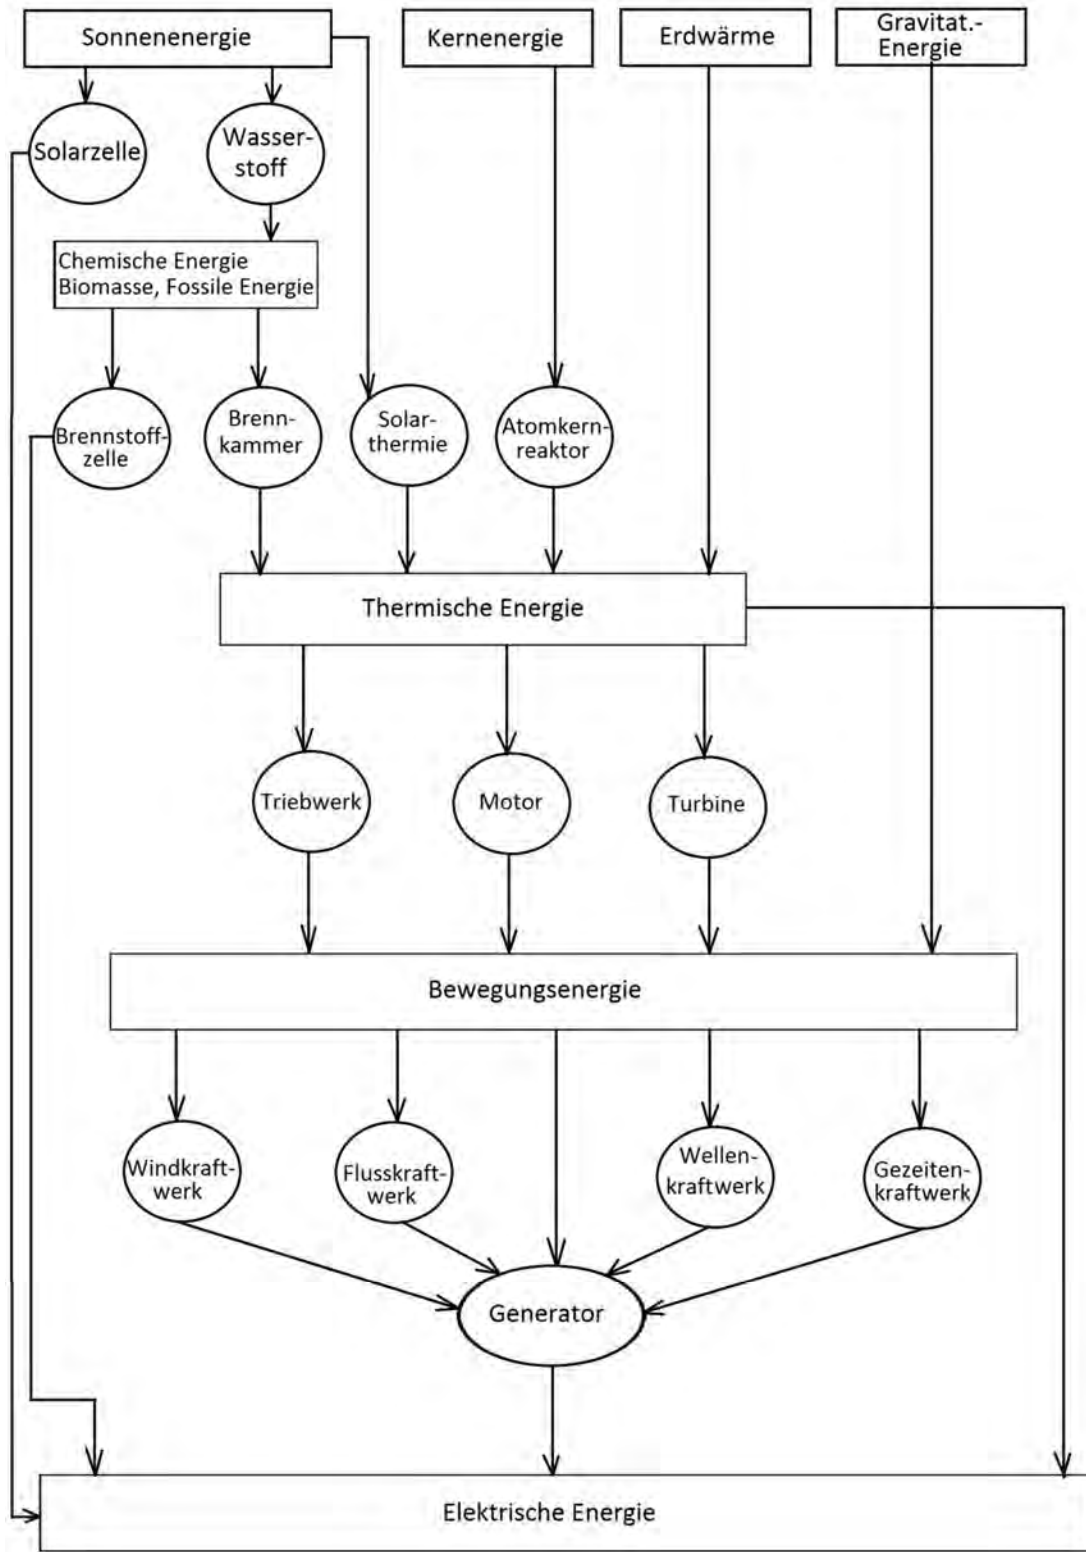 Sonnenenergie
Kernenergie
Erdwärme
Gravitat.-
Energie
Solarzelle
Wasser-
stoff
Chemische Energie
Biomasse, Fossile Energie
Brennstoff-
zelle
Brenn-
kammer
Solar-
thermie
Atomkern-
reaktor
Thermische Energie
Triebwerk
Motor
Turbine
Bewegungsenergie
Windkraft-
werk
Flusskraft-
werk
Wellen-
kraftwerk
Gezeiten-
kraftwerk
Generator
Elektrische Energie